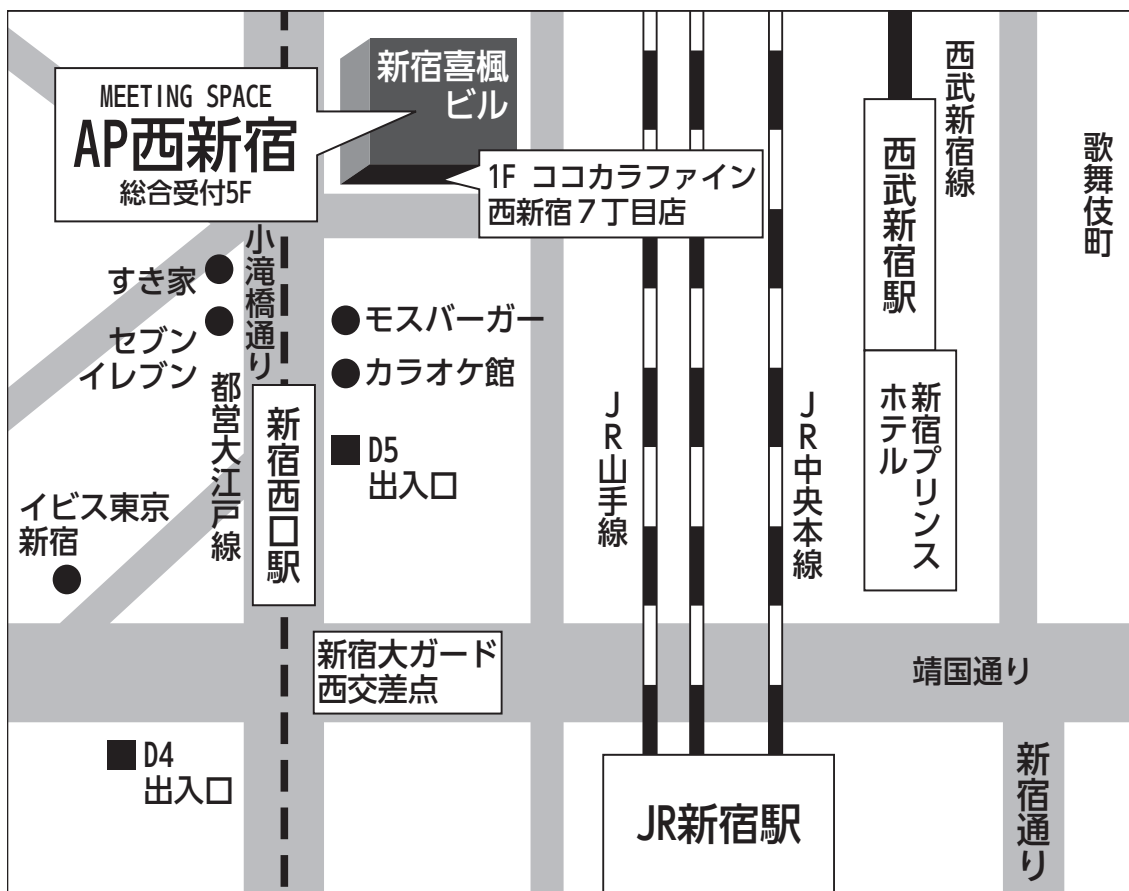 MEETING SPACE
AP西新宿
総合受付5F
新宿喜楓
ビル
1F ココカラファイン
西新宿７丁目店
西武新宿線
西武新宿駅
歌舞伎町
小滝橋通り
すき家
セブン
イレブン
モスバーガー
カラオケ館
都営大江戸線
新宿西口駅
D5
出入口
JR山手線
JR中央本線
新宿プリンス
ホテル
イビス東京
新宿
新宿大ガード
西交差点
靖国通り
D4
出入口
JR新宿駅
新宿通り